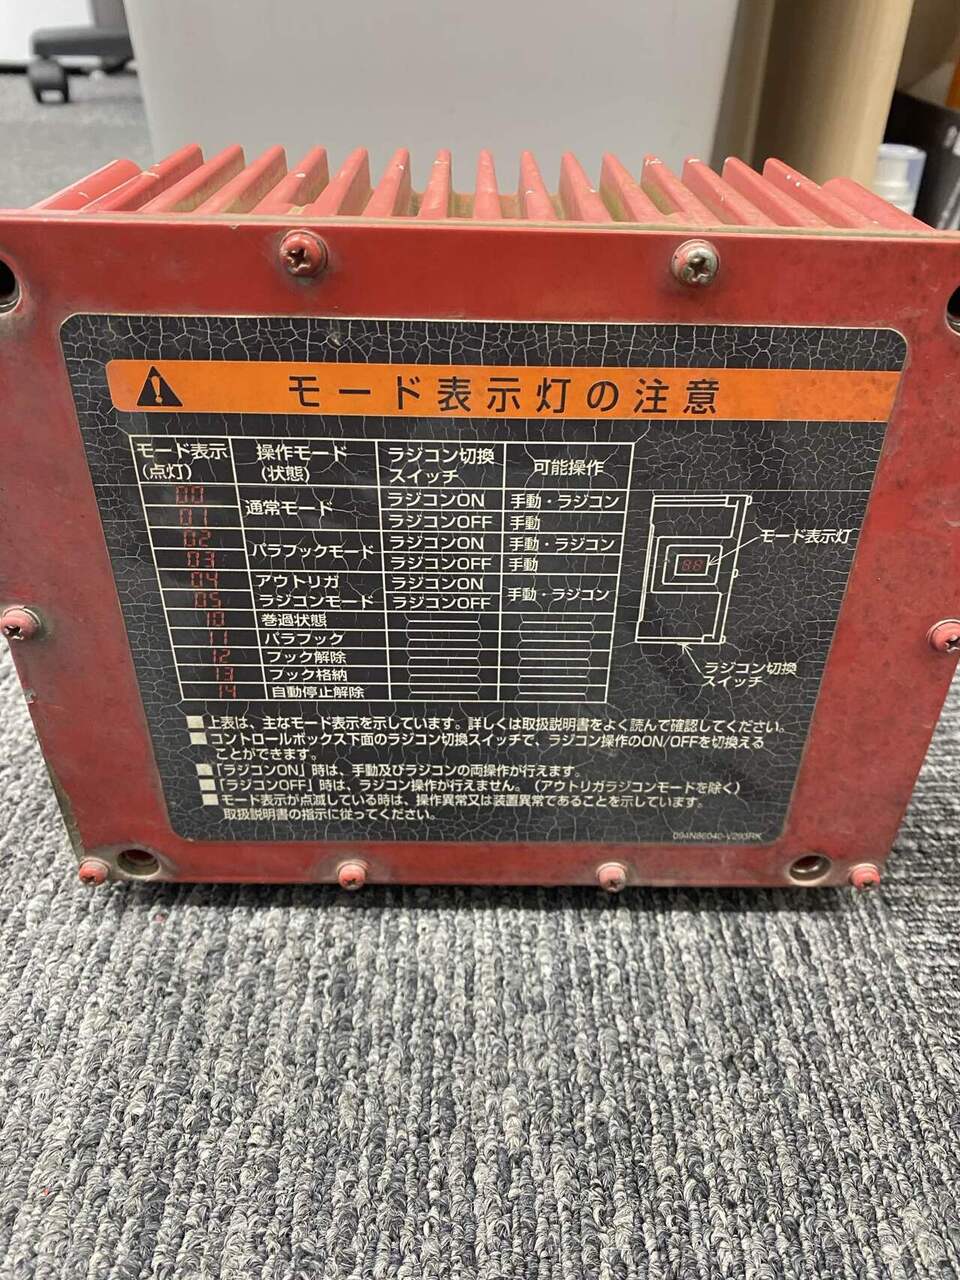 モード表示灯の注意
モード表示 操作モード ラジコン切換 可能操作
(点灯) (状態) スイッチ
00 通常モード ラジコンON 手動・ラジコン
01 ラジコンOFF 手動
02 パラフックモード ラジコンON 手動・ラジコン
03 ラジコンOFF 手動
04 アウトリガ ラジコンON 手動・ラジコン
05 ラジコンモード ラジコンOFF
10 巻過状態
11 パラフック
12 フック解除
13 フック格納
14 自動停止解除
モード表示灯
88
ラジコン切換
スイッチ
■上表は、主なモード表示を示しています。詳しくは取扱説明書をよく読んで確認してください。
■コントロールボックス下面のラジコン切換スイッチで、ラジコン操作のON/OFFを切換える
ことができます。
■「ラジコンON」時は、手動及びラジコンの両操作が行えます。
■「ラジコンOFF」時は、ラジコン操作が行えません。(アウトリガラジコンモードを除く)
■モード表示が点滅している時は、操作異常又は装置異常であることを示しています。
取扱説明書の指示に従ってください。